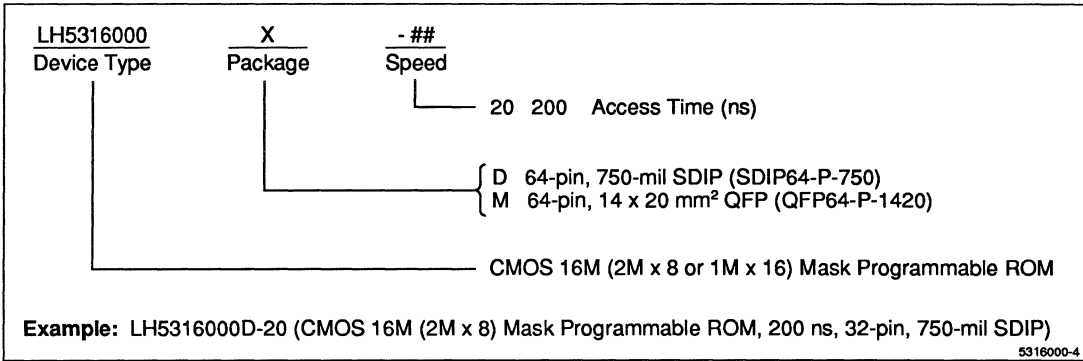 LH5316000 X - ##
Device Type Package Speed
20 200 Access Time (ns)
D 64-pin, 750-mil SDIP (SDIP64-P-750)
M 64-pin, 14 x 20 mm² QFP (QFP64-P-1420)
CMOS 16M (2M x 8 or 1M x 16) Mask Programmable ROM
Example: LH5316000D-20 (CMOS 16M (2M x 8) Mask Programmable ROM, 200 ns, 32-pin, 750-mil SDIP)
5316000-4